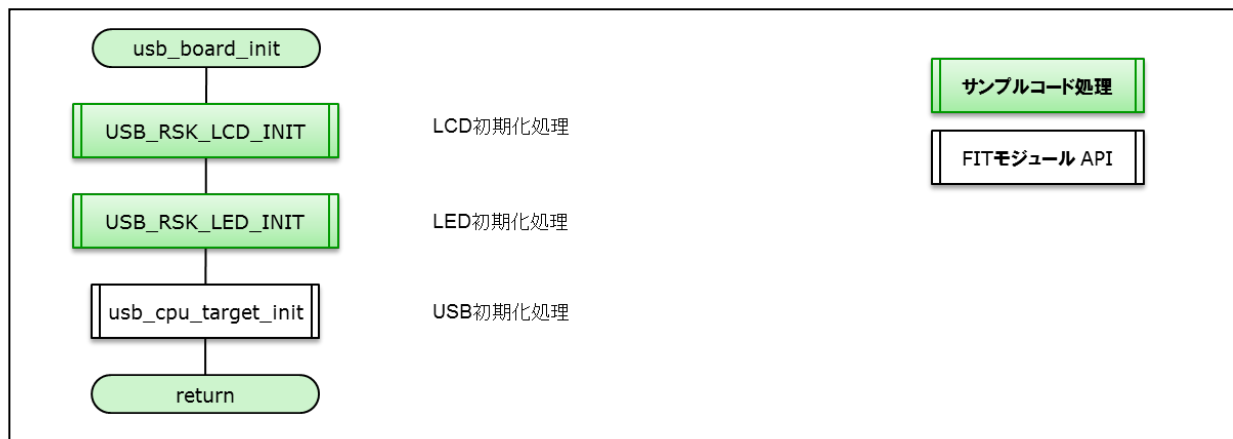 usb_board_init
USB_RSK_LCD_INIT
LCD初期化処理
USB_RSK_LED_INIT
LED初期化処理
usb_cpu_target_init
USB初期化処理
return
サンプルコード処理
FITモジュール API